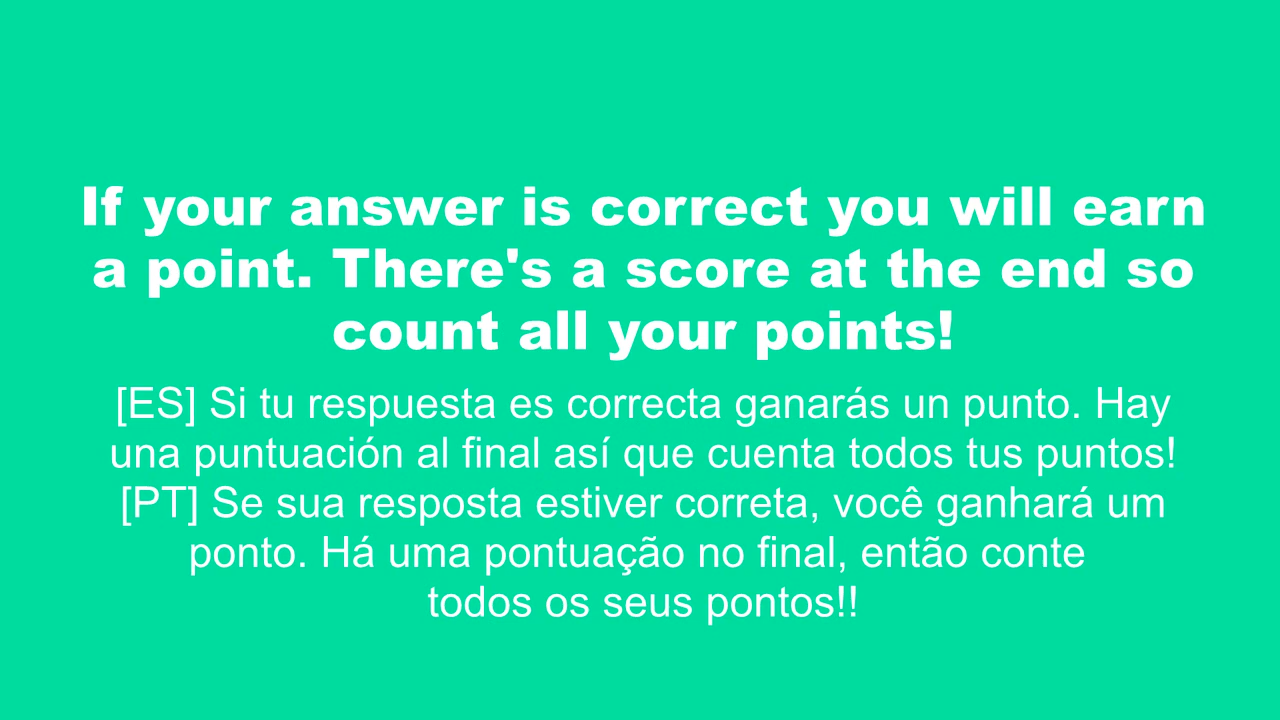 If your answer is correct you will earn
a point. There's a score at the end so
count all your points!
[ES] Si tu respuesta es correcta ganarás un punto. Hay
una puntuación al final así que cuenta todos tus puntos!
[PT] Se sua resposta estiver correta, você ganhará um
ponto. Há uma pontuação no final, então conte
todos os seus pontos!!